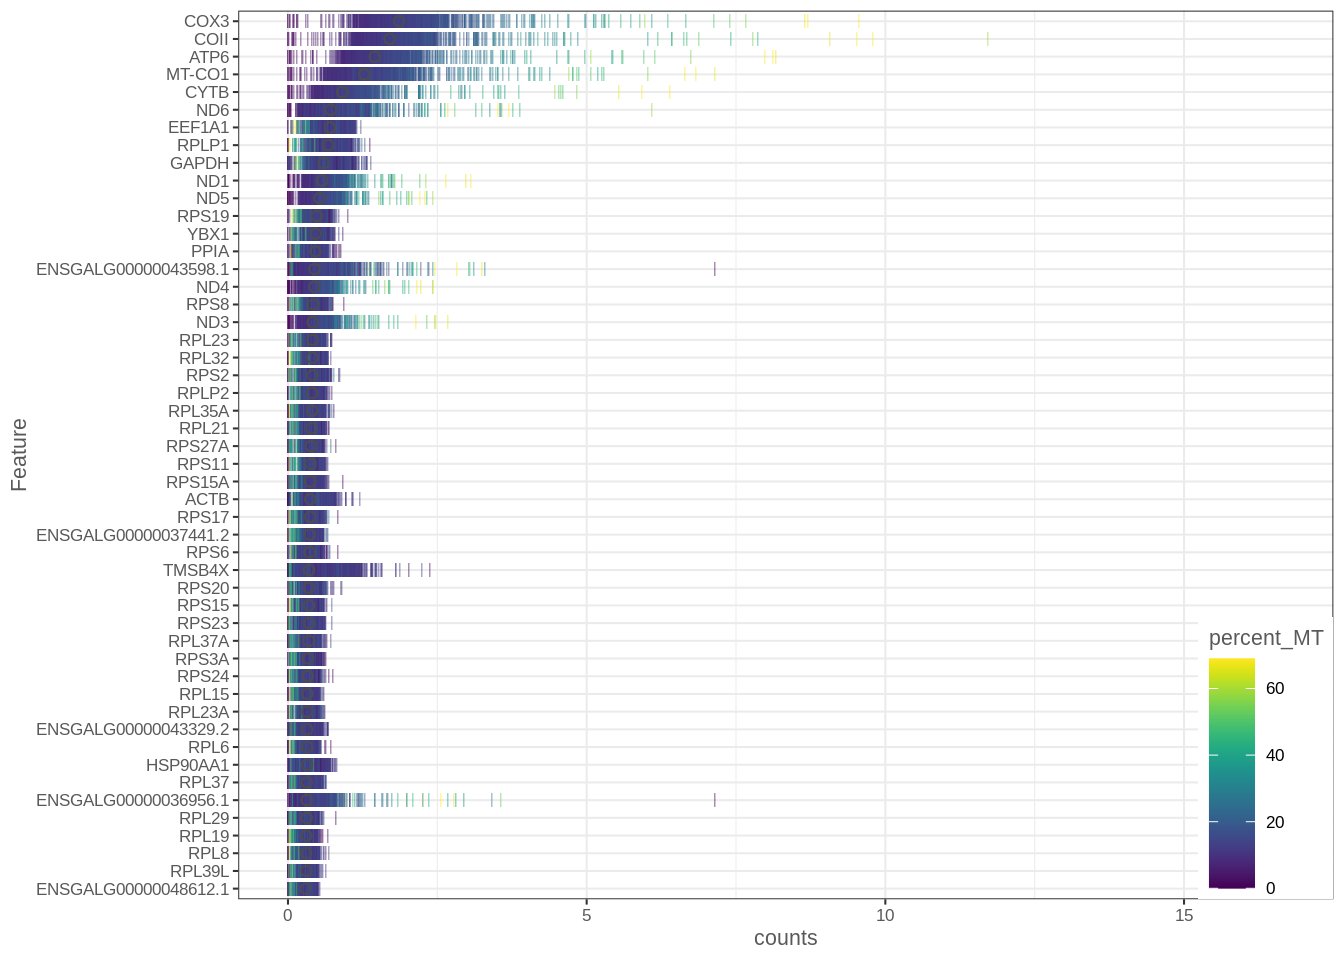 COX3
COII
ATP6
MT-CO1
CYTB
ND6
EEF1A1
RPLP1
GAPDH
ND1
ND5
RPS19
YBX1
PPIA
ENSGALG00000043598.1
ND4
RPS8
ND3
RPL23
RPL32
RPS2
RPLP2
RPL35A
RPL21
RPS27A
RPS11
RPS15A
ACTB
RPS17
ENSGALG00000037441.2
RPS6
TMSB4X
RPS20
RPS15
RPS23
RPL37A
RPS3A
RPS24
RPL15
RPL23A
ENSGALG00000043329.2
RPL6
HSP90AA1
RPL37
ENSGALG00000036956.1
RPL29
RPL19
RPL8
RPL39L
ENSGALG00000048612.1
Feature
0 5 10 15
counts
percent_MT
60
40
20
0